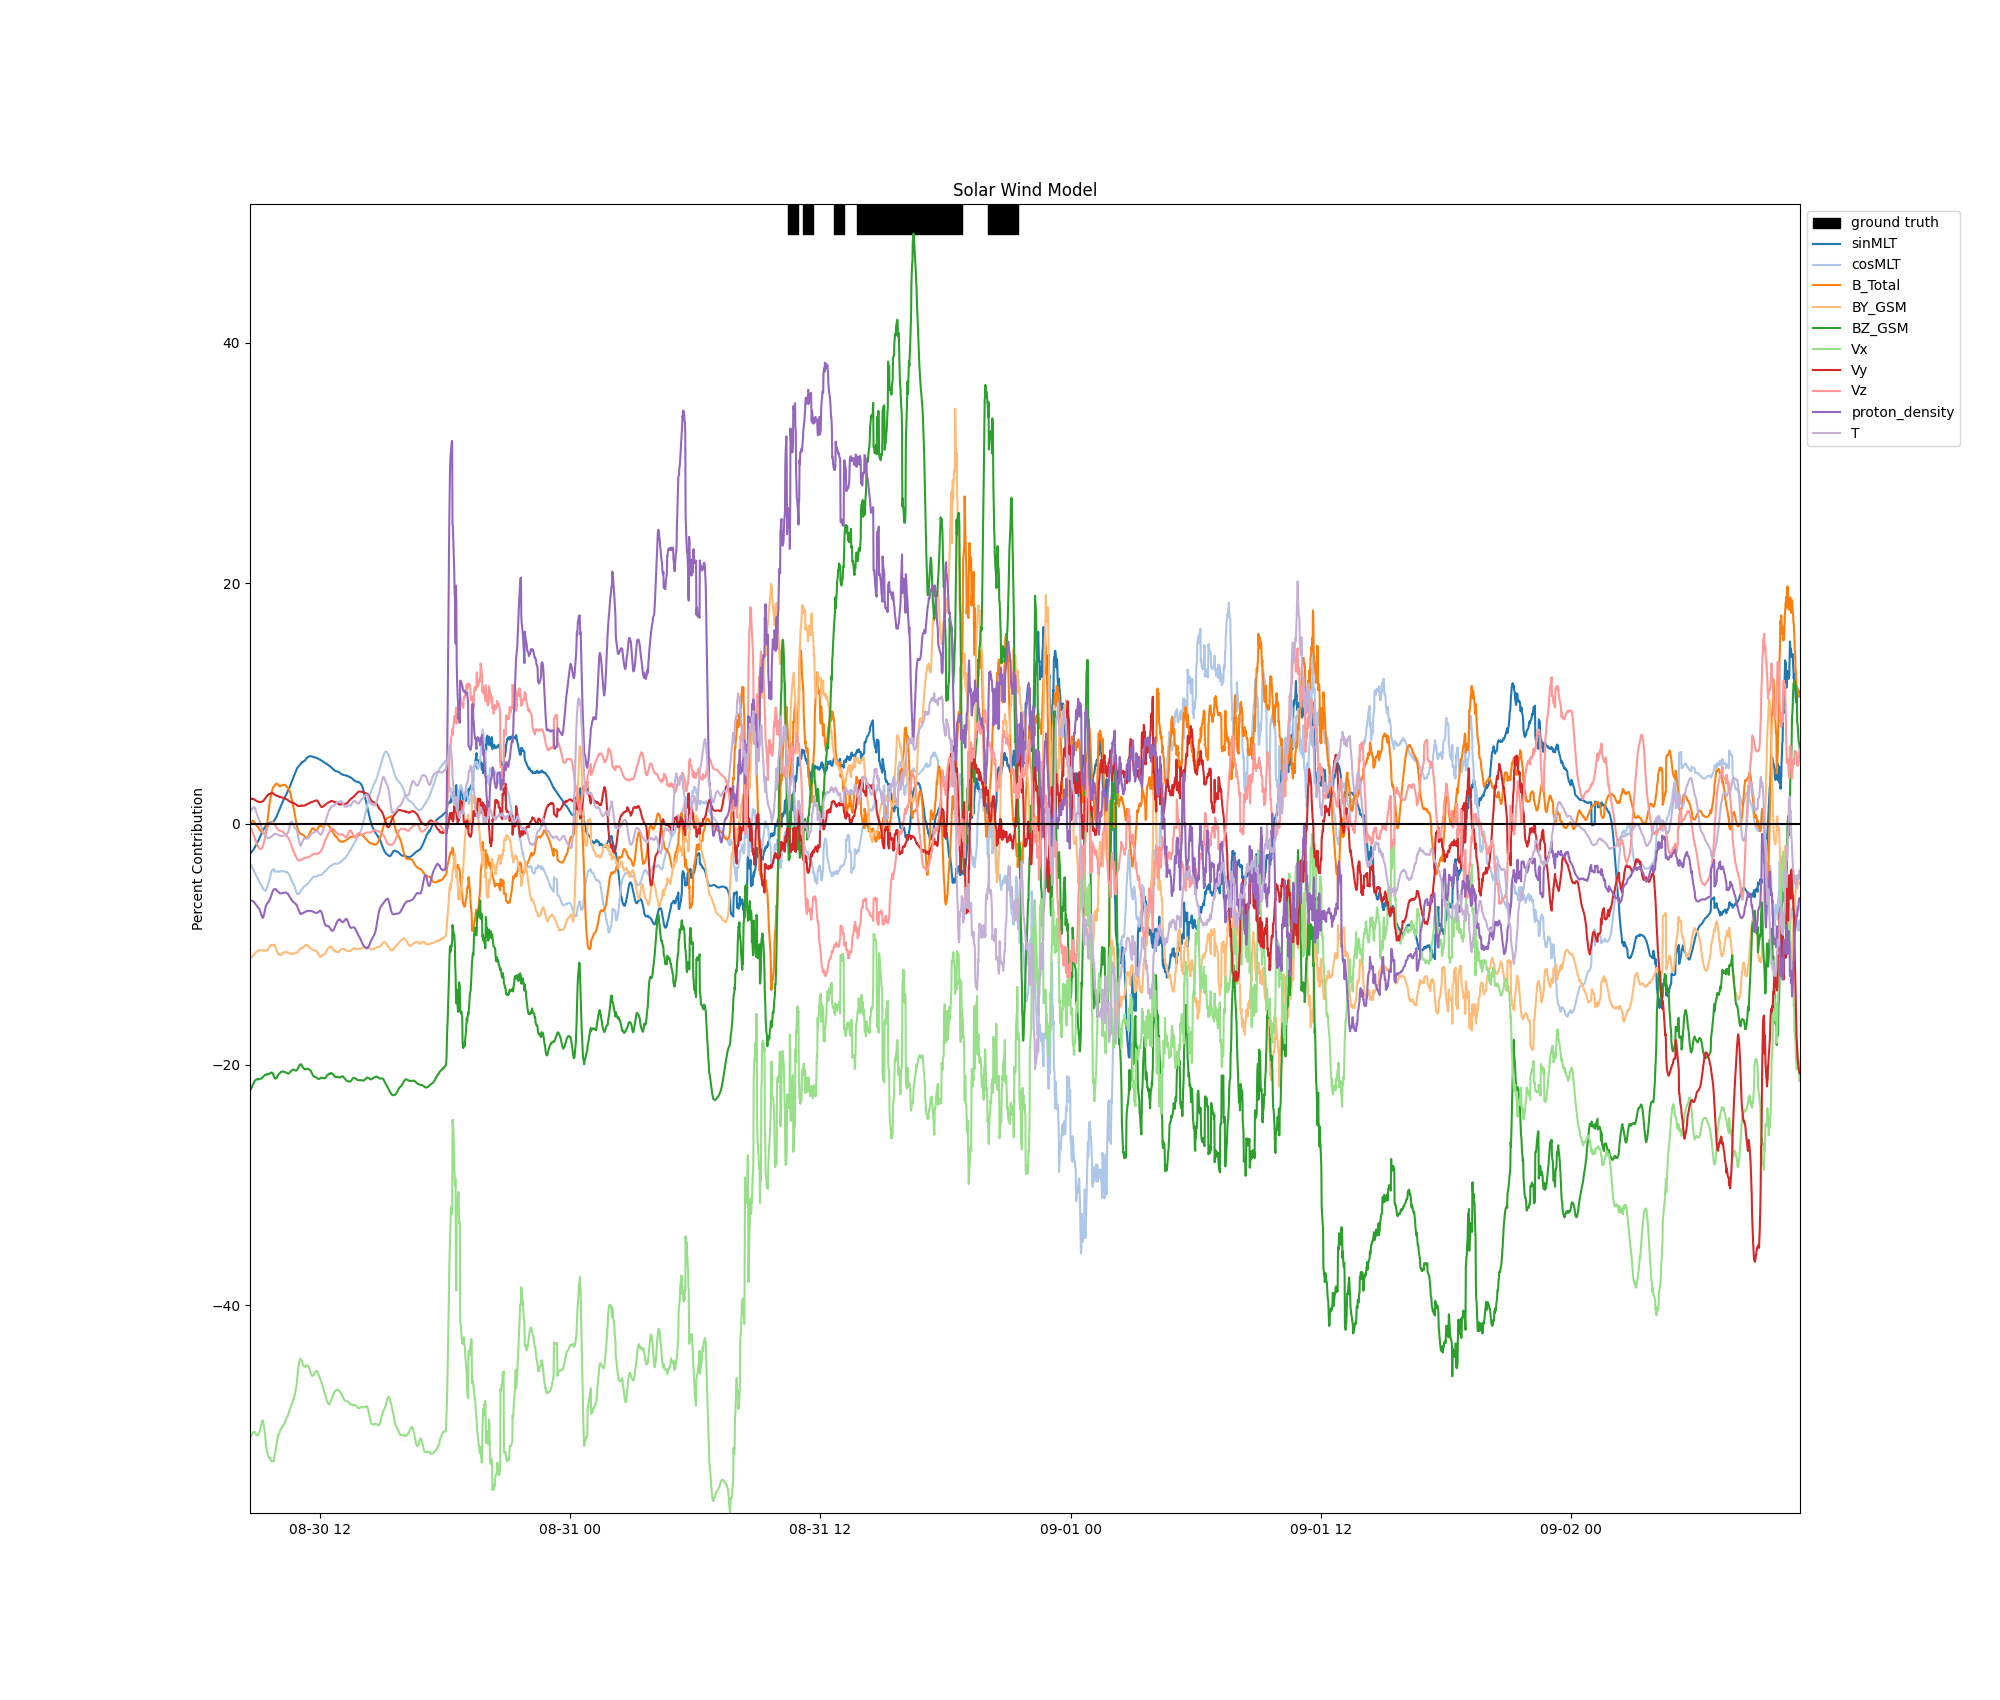 Solar Wind Model
ground truth
sinMLT
cosMLT
B_Total
BY_GSM
BZ_GSM
Vx
Vy
Vz
proton_density
T
Percent Contribution
40
20
0
−20
−40
08-30 12
08-31 00
08-31 12
09-01 00
09-01 12
09-02 00